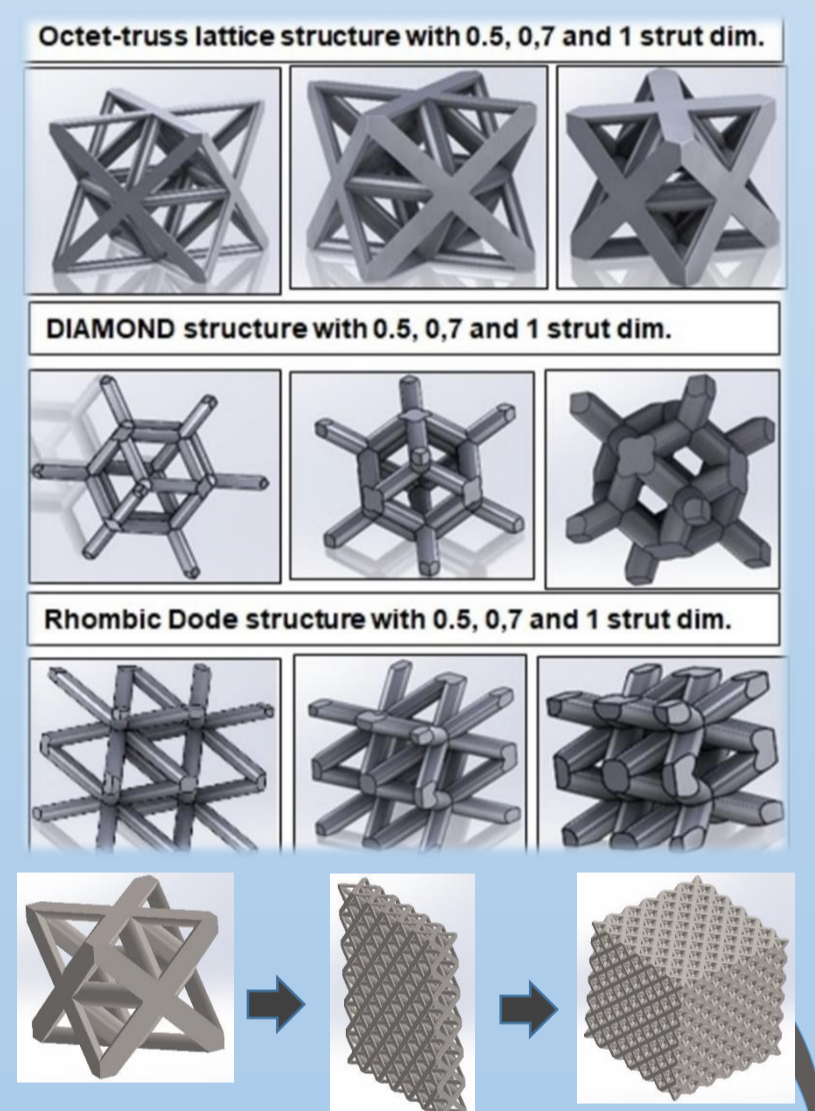 Octet-truss lattice structure with 0.5, 0,7 and 1 strut dim.
DIAMOND structure with 0.5, 0,7 and 1 strut dim.
Rhombic Dode structure with 0.5, 0,7 and 1 strut dim.